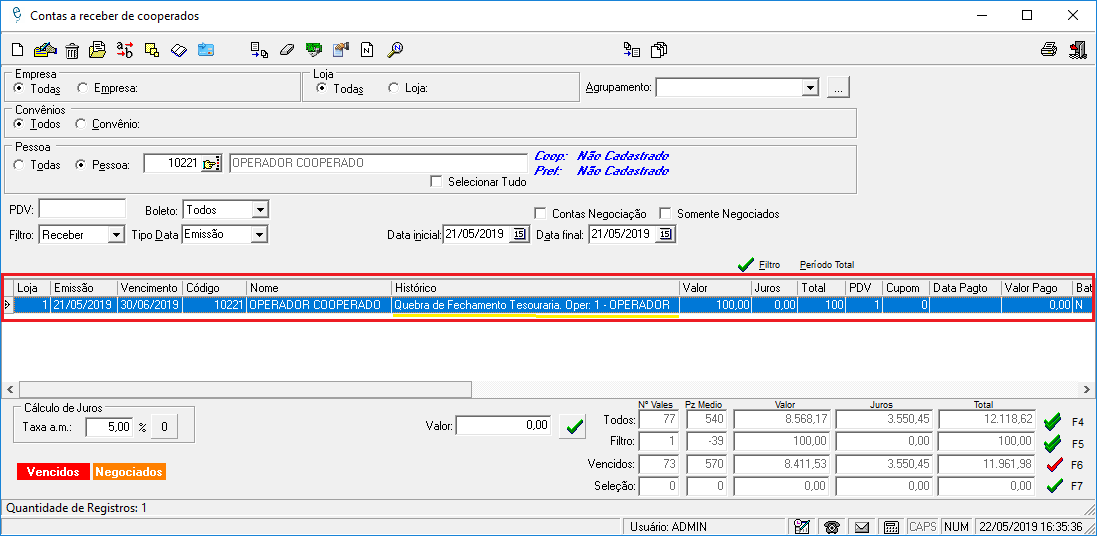 Contas a receber de cooperados
Empresa
Todas Empresa:
Loja
Todas Loja:
Agrupamento: ...
Convênios
Todos Convênio:
Pessoa
Todas Pessoa: 10221 OPERADOR COOPERADO
Coop: Não Cadastrado
Pref: Não Cadastrado
Selecionar Tudo
PDV: Boleto: Todos
Contas Negociação Somente Negociados
Filtro: Receber Tipo Data Emissão Data inicial: 21/05/2019 15 Data final: 21/05/2019 15
Filtro Período Total
Loja Emissão Vencimento Código Nome Histórico Valor Juros Total PDV Cupom Data Pagto Valor Pago Bat
1 21/05/2019 30/06/2019 10221 OPERADOR COOPERADO Quebra de Fechamento Tesouraria. Oper: 1 - OPERADOR 100,00 0,00 100 1 0 0,00 N
Cálculo de Juros
Taxa a.m.: 5,00 % 0
Valor: 0,00
Nº Vales Pz Medio Valor Juros Total
Todos: 77 540 8.568,17 3.550,45 12.118,62 F4
Filtro: 1 -39 100,00 0,00 100,00 F5
Vencidos: 73 570 8.411,53 3.550,45 11.961,98 F6
Seleção: 0 0 0,00 0,00 0,00 F7
Vencidos Negociados
Quantidade de Registros: 1
Usuário: ADMIN CAPS NUM 22/05/2019 16:35:36